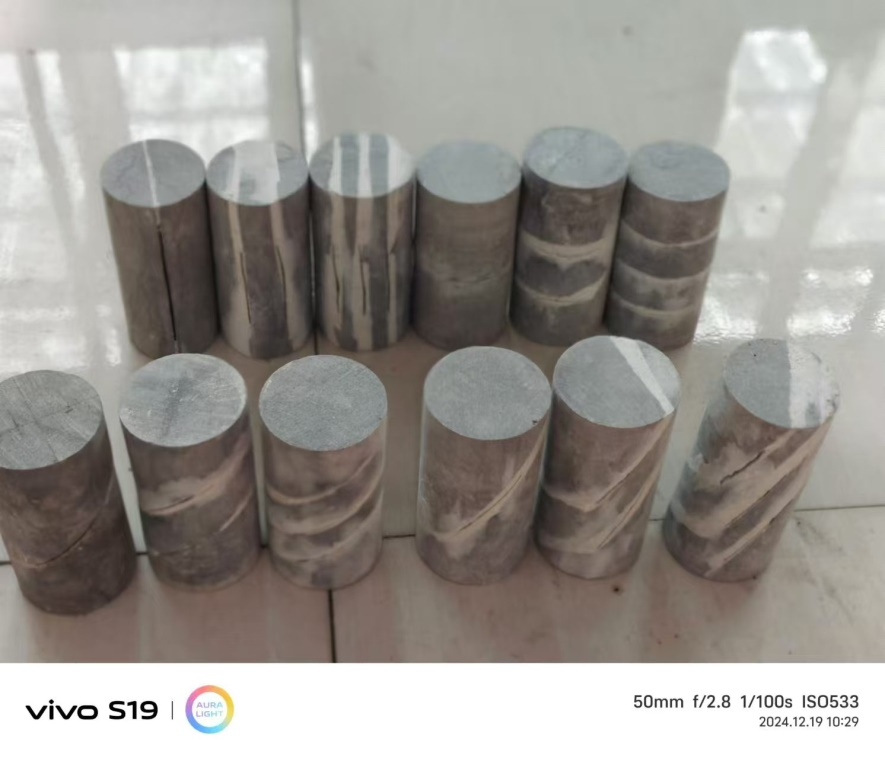 vivo S19
AURA
LIGHT
50mm f/2.8 1/100s ISO533
2024.12.19 10:29